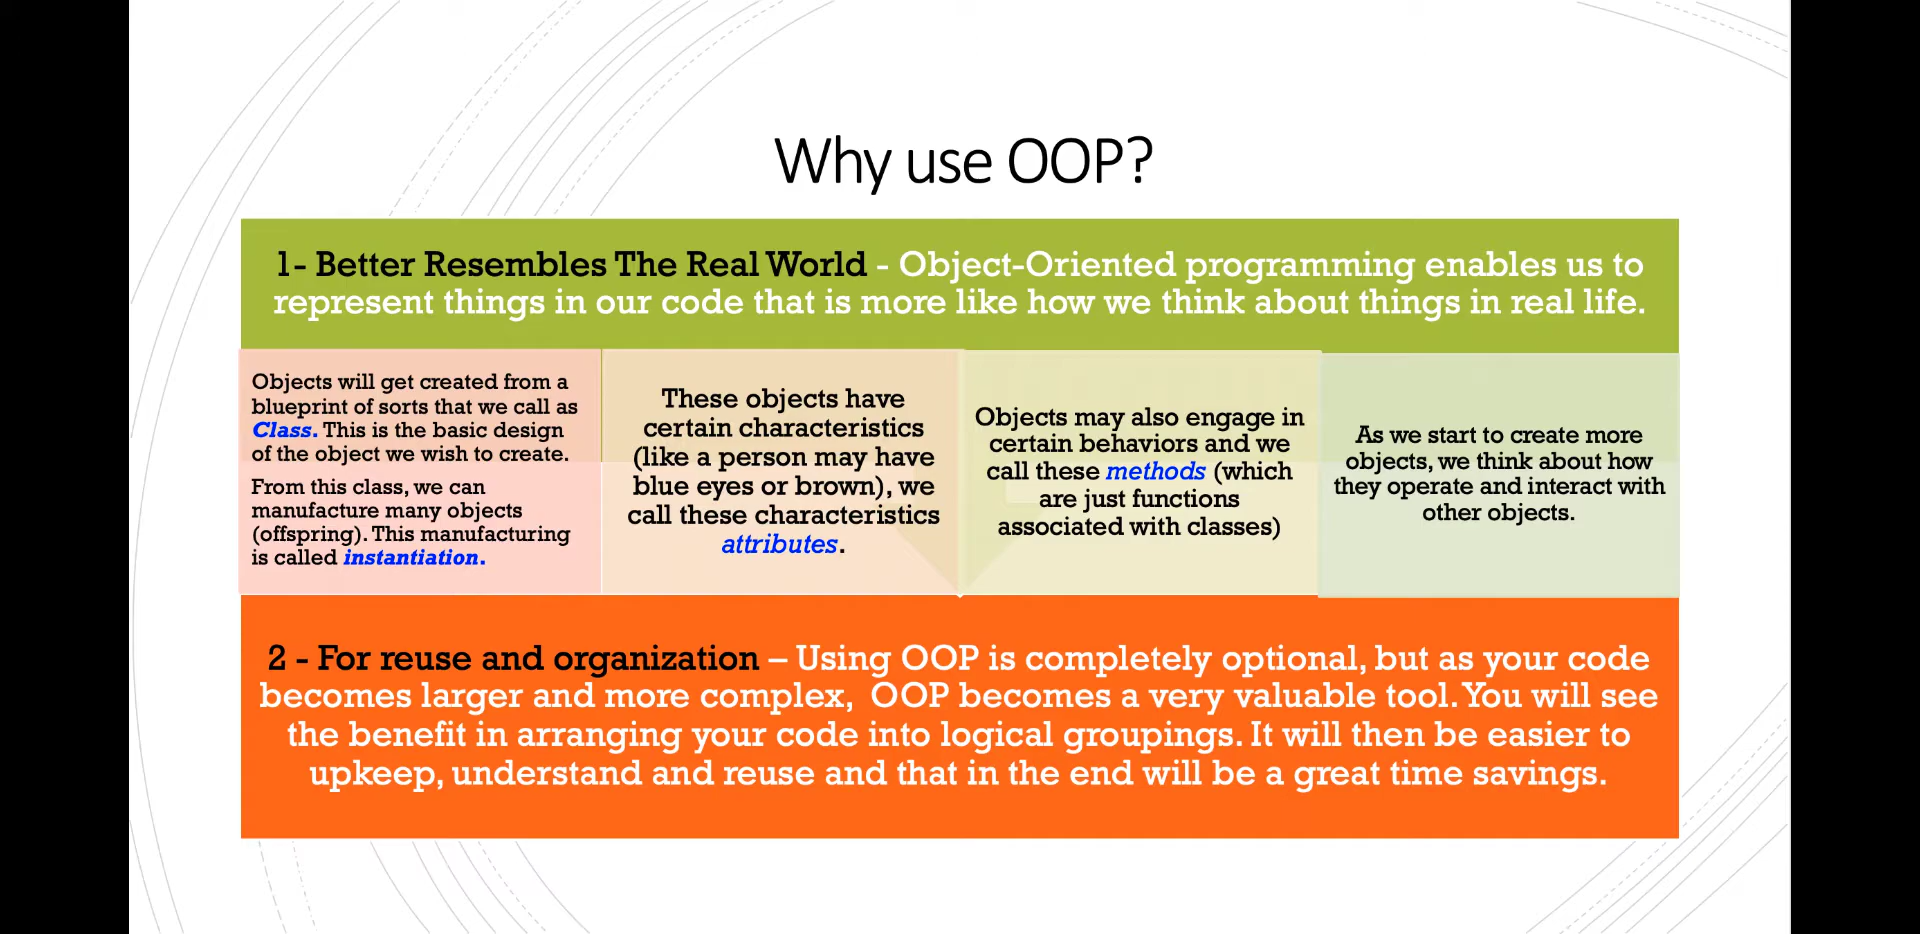 Why use OOP?
1- Better Resembles The Real World - Object-Oriented programming enables us to
represent things in our code that is more like how we think about things in real life.
Objects will get created from a
blueprint of sorts that we call as
Class. This is the basic design
of the object we wish to create.
From this class, we can
manufacture many objects
(offspring). This manufacturing
is called instantiation.
These objects have
certain characteristics
(like a person may have
blue eyes or brown), we
call these characteristics
attributes.
Objects may also engage in
certain behaviors and we
call these methods (which
are just functions
associated with classes)
As we start to create more
objects, we think about how
they operate and interact with
other objects.
2 - For reuse and organization – Using OOP is completely optional, but as your code
becomes larger and more complex,  OOP becomes a very valuable tool. You will see
the benefit in arranging your code into logical groupings. It will then be easier to
upkeep, understand and reuse and that in the end will be a great time savings.